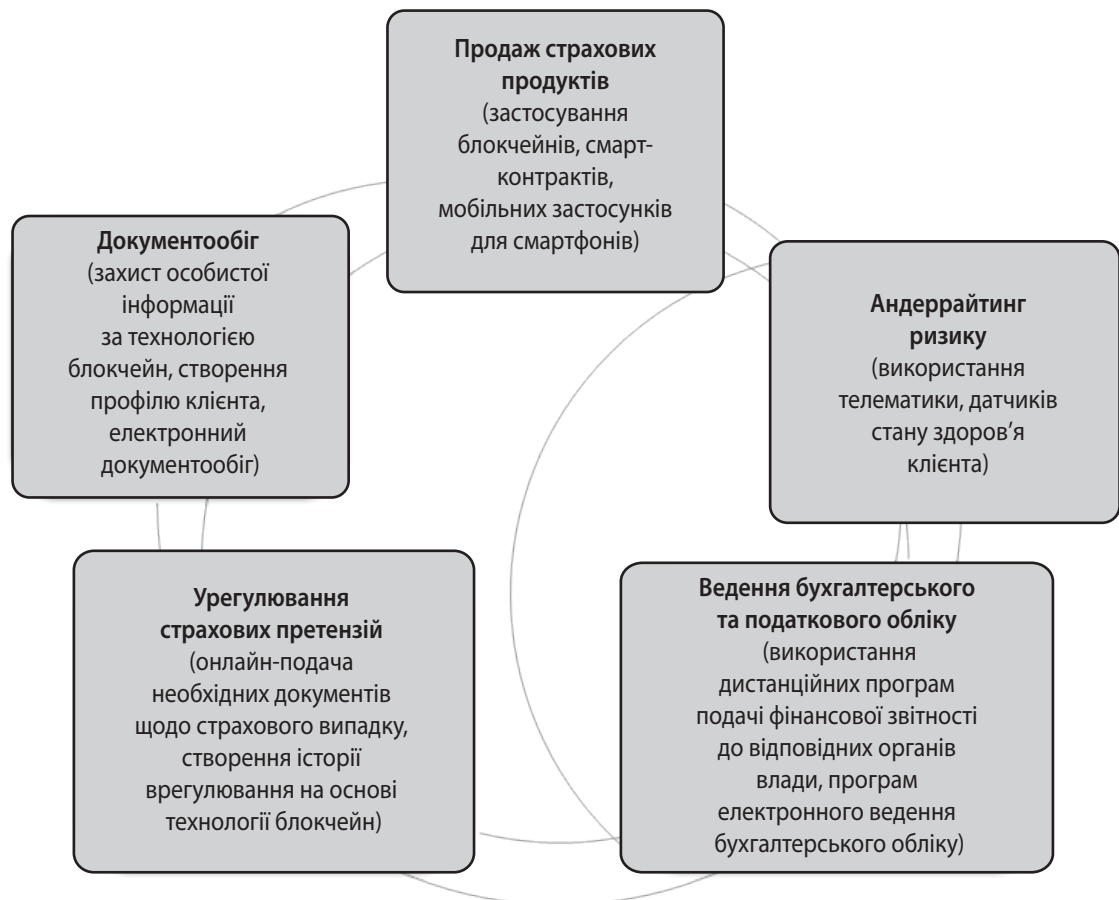 Продаж страхових
продуктів
(застосування
блокчейнів, смарт-
контрактів,
мобільних застосунків
для смартфонів)
Документообіг
(захист особистої
інформації
за технологією
блокчейн, створення
профілю клієнта,
електронний
документообіг)
Андеррайтинг
ризику
(використання
телематики, датчиків
стану здоров’я
клієнта)
Урегулювання
страхових претензій
(онлайн-подача
необхідних документів
щодо страхового випадку,
створення історії
врегулювання на основі
технології блокчейн)
Ведення бухгалтерського
та податкового обліку
(використання
дистанційних програм
подачі фінансової звітності
до відповідних органів
влади, програм
електронного ведення
бухгалтерського обліку)